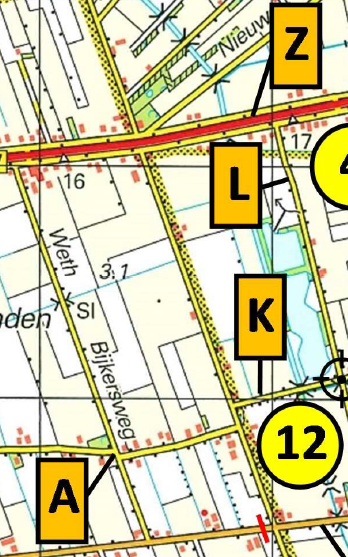 Nieuw
Z
17
4
L
16
Weth
3.1
K
Sl
nden
Bijkersweg
12
A